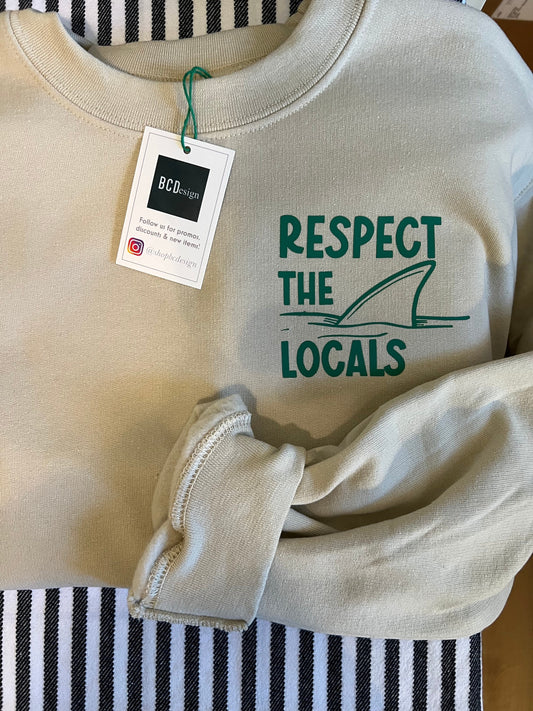 BCDesign
Follow us for promos,
discounts & new items!
@shopbcdesign
RESPECT
THE
LOCALS